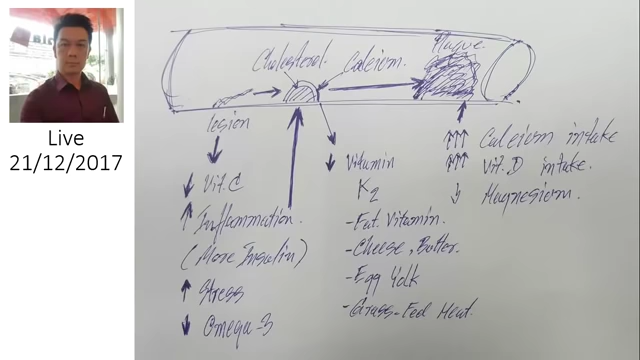 Live
21/12/2017
Plaque
Cholesterol.
Calcium.
lesion
Vit. C
Inflammation.
(More Insulin)
Stress
Omega-3
Vitamin
K2
- Fat. Vitamin.
- Cheese, Butter.
- Egg Yolk
- Grass-Fed Meat.
Calcium intake
Vit. D intake.
Magnesium.